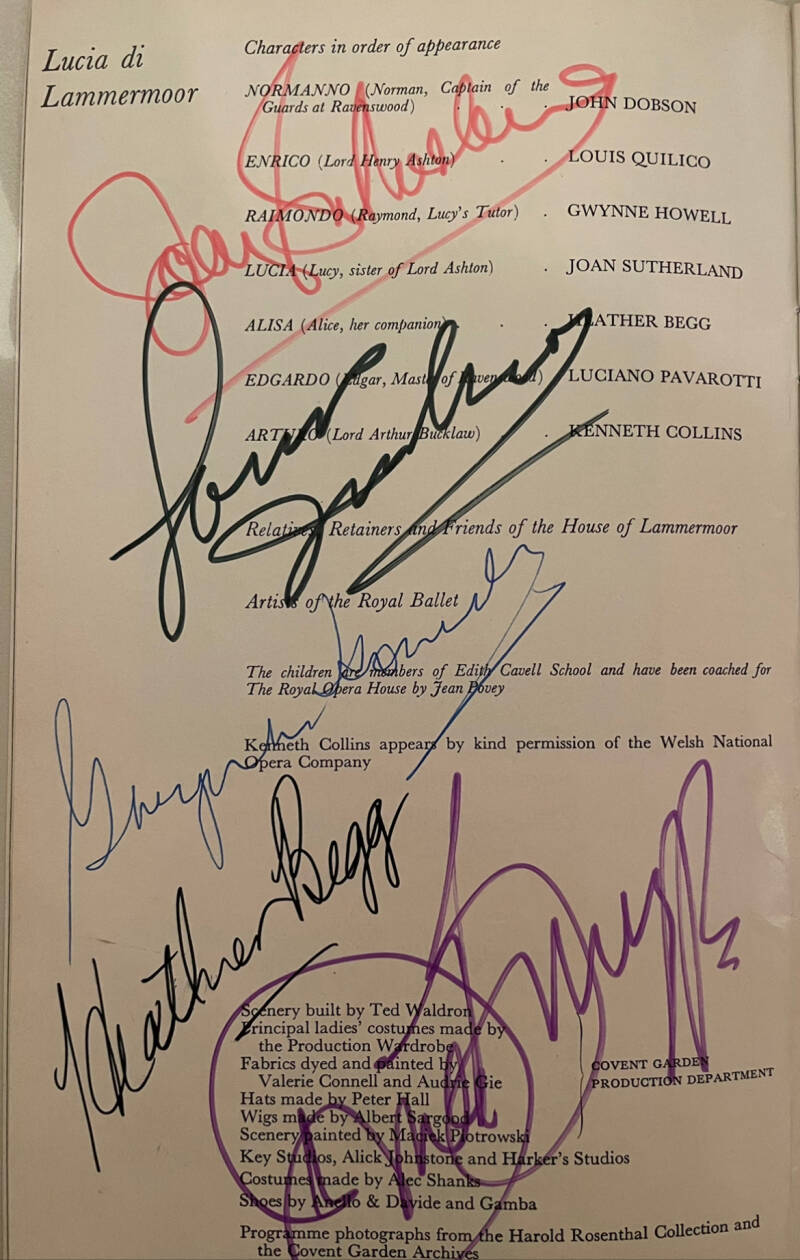 Lucia di
Lammermoor
Characters in order of appearance
NORMANNO (Norman, Captain of the
Guards at Ravenswood) . . . JOHN DOBSON
ENRICO (Lord Henry Ashton) . . LOUIS QUILICO
RAIMONDO (Raymond, Lucy's Tutor) . GWYNNE HOWELL
LUCIA (Lucy, sister of Lord Ashton) . JOAN SUTHERLAND
ALISA (Alice, her companion) . . . HEATHER BEGG
EDGARDO (Edgar, Master of Ravenswood) LUCIANO PAVAROTTI
ARTURO (Lord Arthur Bucklaw) . . KENNETH COLLINS
Relatives, Retainers and Friends of the House of Lammermoor
Artists of the Royal Ballet
The children are members of Edith Cavell School and have been coached for
The Royal Opera House by Jean Povey
Kenneth Collins appears by kind permission of the Welsh National
Opera Company
Joan Sutherland
Louis Quilico
Gwynne Howell
Heather Begg
Scenery built by Ted Waldron
Principal ladies' costumes made by
the Production Wardrobe
Fabrics dyed and painted by
Valerie Connell and Audrie Gie
Hats made by Peter Hall
Wigs made by Albert Sargood
Scenery painted by Maciek Piotrowski
COVENT GARDEN
PRODUCTION DEPARTMENT
Key Studios, Alick Johnstone and Harker's Studios
Costumes made by Alec Shanks
Shoes by Anello & Davide and Gamba
Programme photographs from the Harold Rosenthal Collection and
the Covent Garden Archives